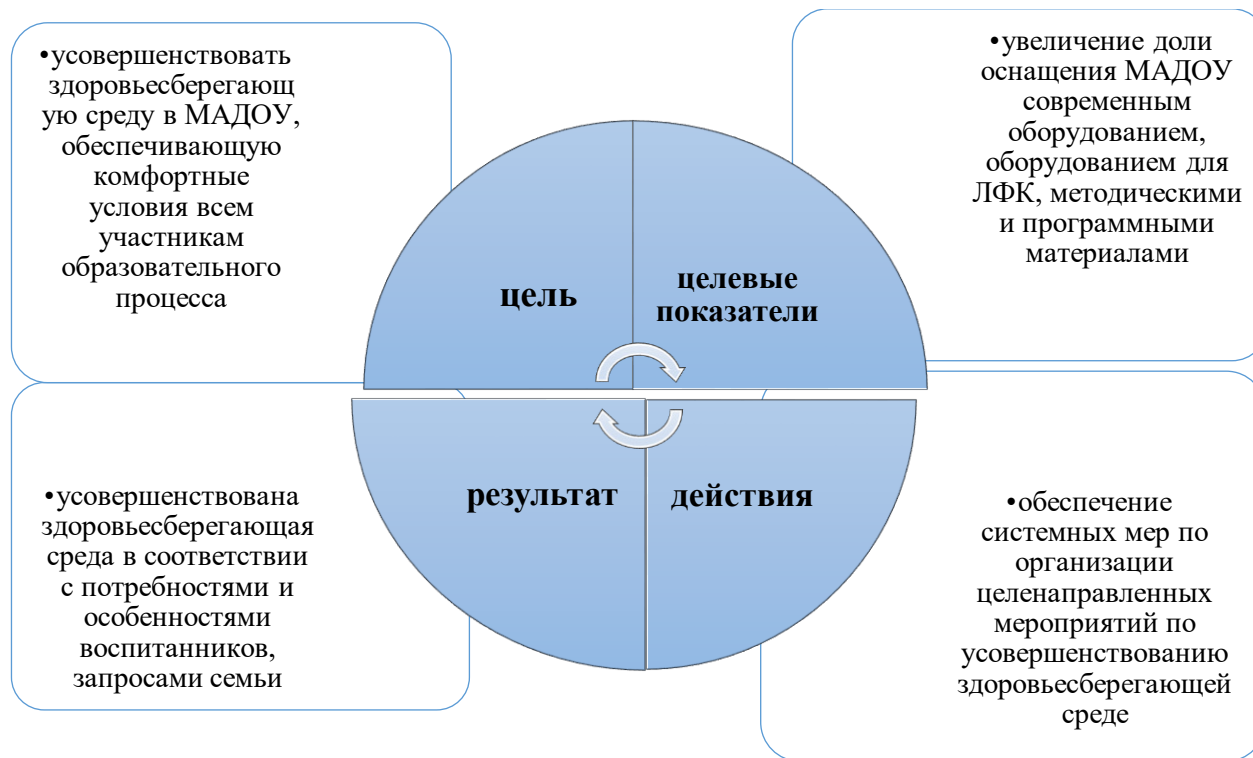 •усовершенствовать
здоровьесберегающ
ую среду в МАДОУ,
обеспечивающую
комфортные
условия всем
участникам
образовательного
процесса
•увеличение доли
оснащения МАДОУ
современным
оборудованием,
оборудованием для
ЛФК, методическими
и программными
материалами
цель
целевые
показатели
результат
действия
•усовершенствована
здоровьесберегающая
среда в соответствии
с потребностями и
особенностями
воспитанников,
запросами семьи
•обеспечение
системных мер по
организации
целенаправленных
мероприятий по
усовершенствованию
здоровьесберегающей
среде